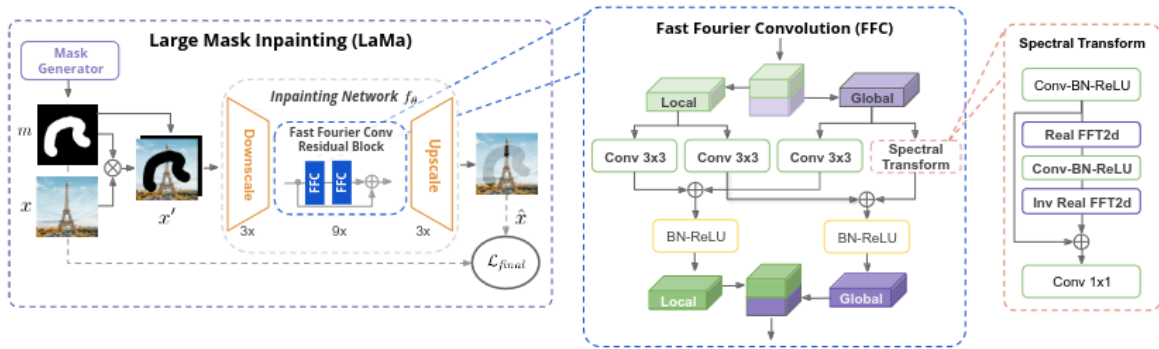 Large Mask Inpainting (LaMa)
Mask
Generator
m
x
x′
Inpainting Network fθ
Downscale
Fast Fourier Conv
Residual Block
FFC
FFC
Upscale
3x
9x
3x
x̂
ℒfinal
Fast Fourier Convolution (FFC)
Local
Global
Conv 3x3
Conv 3x3
Conv 3x3
Spectral
Transform
BN-ReLU
BN-ReLU
Local
Global
Spectral Transform
Conv-BN-ReLU
Real FFT2d
Conv-BN-ReLU
Inv Real FFT2d
Conv 1x1